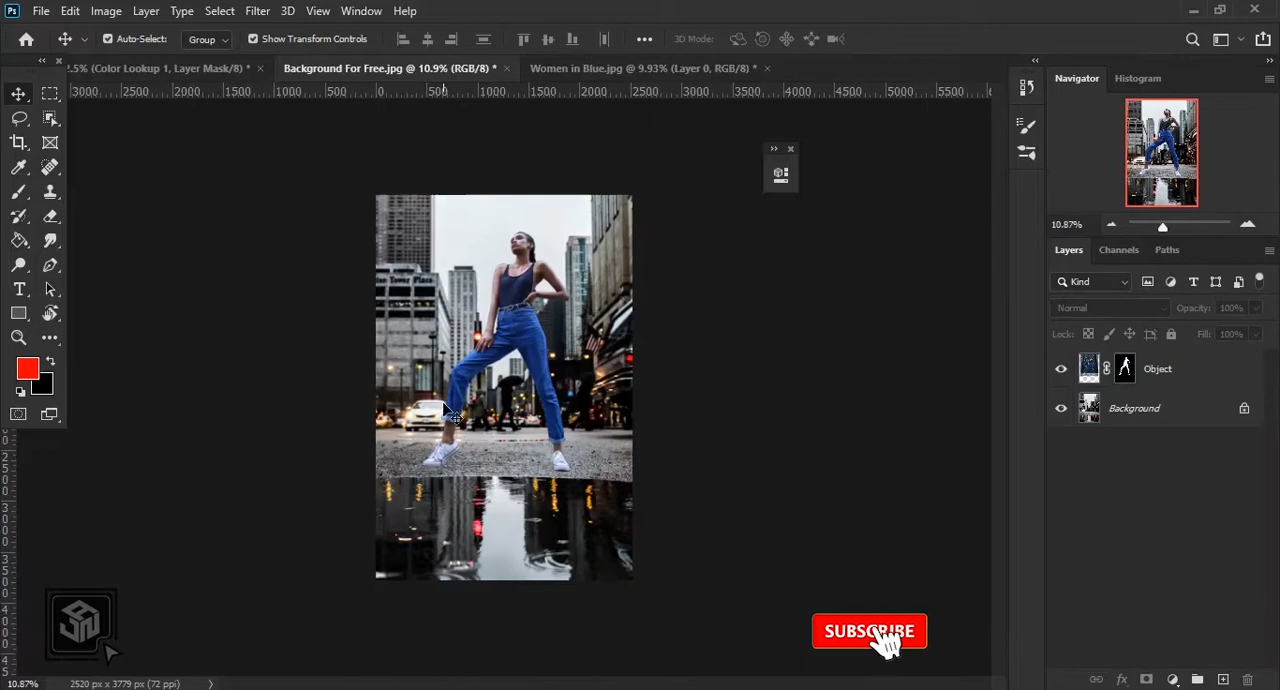 Ps File Edit Image Layer Type Select Filter 3D View Window Help
Auto-Select: Group Show Transform Controls 3D Mode:
2.5% (Color Lookup 1, Layer Mask/8) * Background For Free.jpg @ 10.9% (RGB/8) * Women in Blue.jpg @ 9.93% (Layer 0, RGB/8) *
3000 2500 2000 1500 1000 500 0 500 1000 1500 2000 2500 3000 3500 4000 4500 5000 5500
Navigator Histogram
10.87%
Layers Channels Paths
Kind
Normal Opacity: 100%
Lock: Fill: 100%
Object
Background
SUBSCRIBE
10.87% 2520 px x 3779 px (72 ppi)